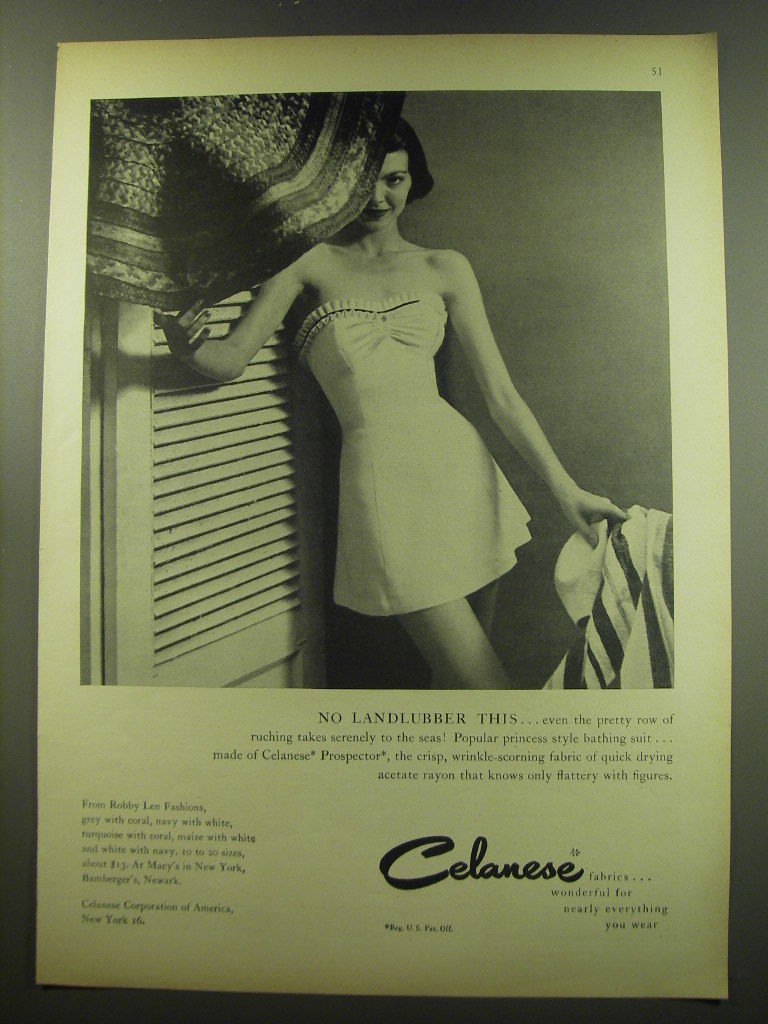 51
NO LANDLUBBER THIS . . . even the pretty row of
ruching takes serenely to the seas! Popular princess style bathing suit . . .
made of Celanese* Prospector*, the crisp, wrinkle-scorning fabric of quick drying
acetate rayon that knows only flattery with figures.
From Robby Len Fashions,
grey with coral, navy with white,
turquoise with coral, maize with white
and white with navy. 10 to 20 sizes,
about $13. At Macy's in New York,
Bamberger's, Newark.
Celanese Corporation of America,
New York 16.
Celanese* fabrics . . .
wonderful for
nearly everything
you wear
*Reg. U. S. Pat. Off.